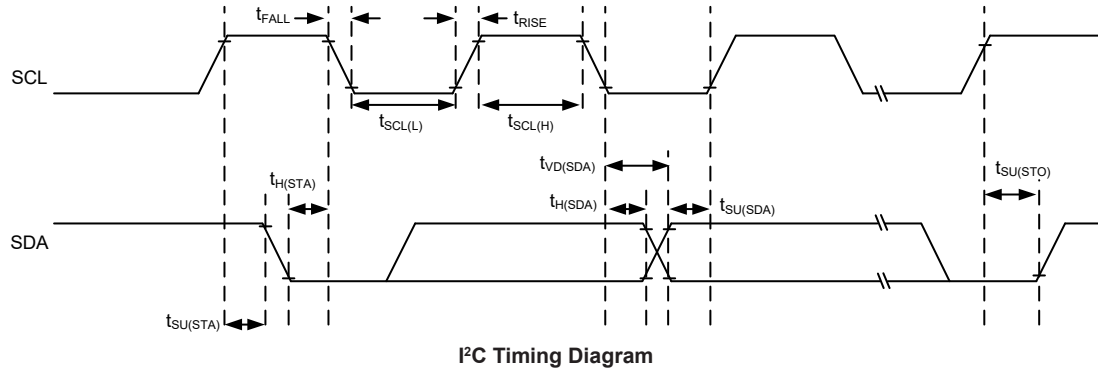 tFALL
tRISE
SCL
tSCL(L)
tSCL(H)
tVD(SDA)
tH(STA)
tH(SDA)
tSU(SDA)
tSU(STO)
SDA
tSU(STA)
I²C Timing Diagram